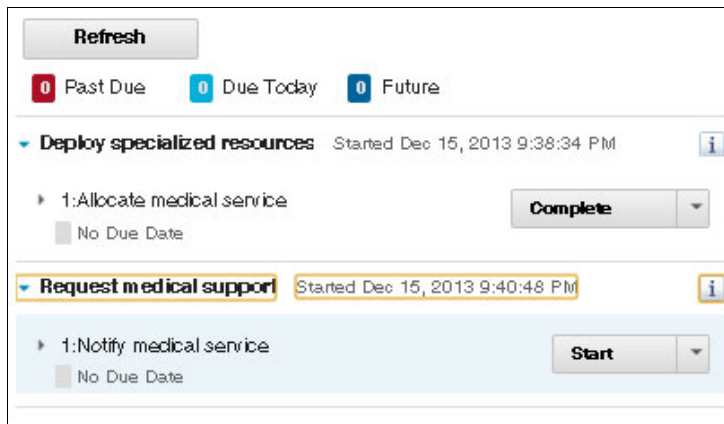 Refresh
0 Past Due 0 Due Today 0 Future
Deploy specialized resources Started Dec 15, 2013 9:38:34 PM i
1:Allocate medical service Complete
No Due Date
Request medical support Started Dec 15, 2013 9:40:48 PM i
1:Notify medical service Start
No Due Date